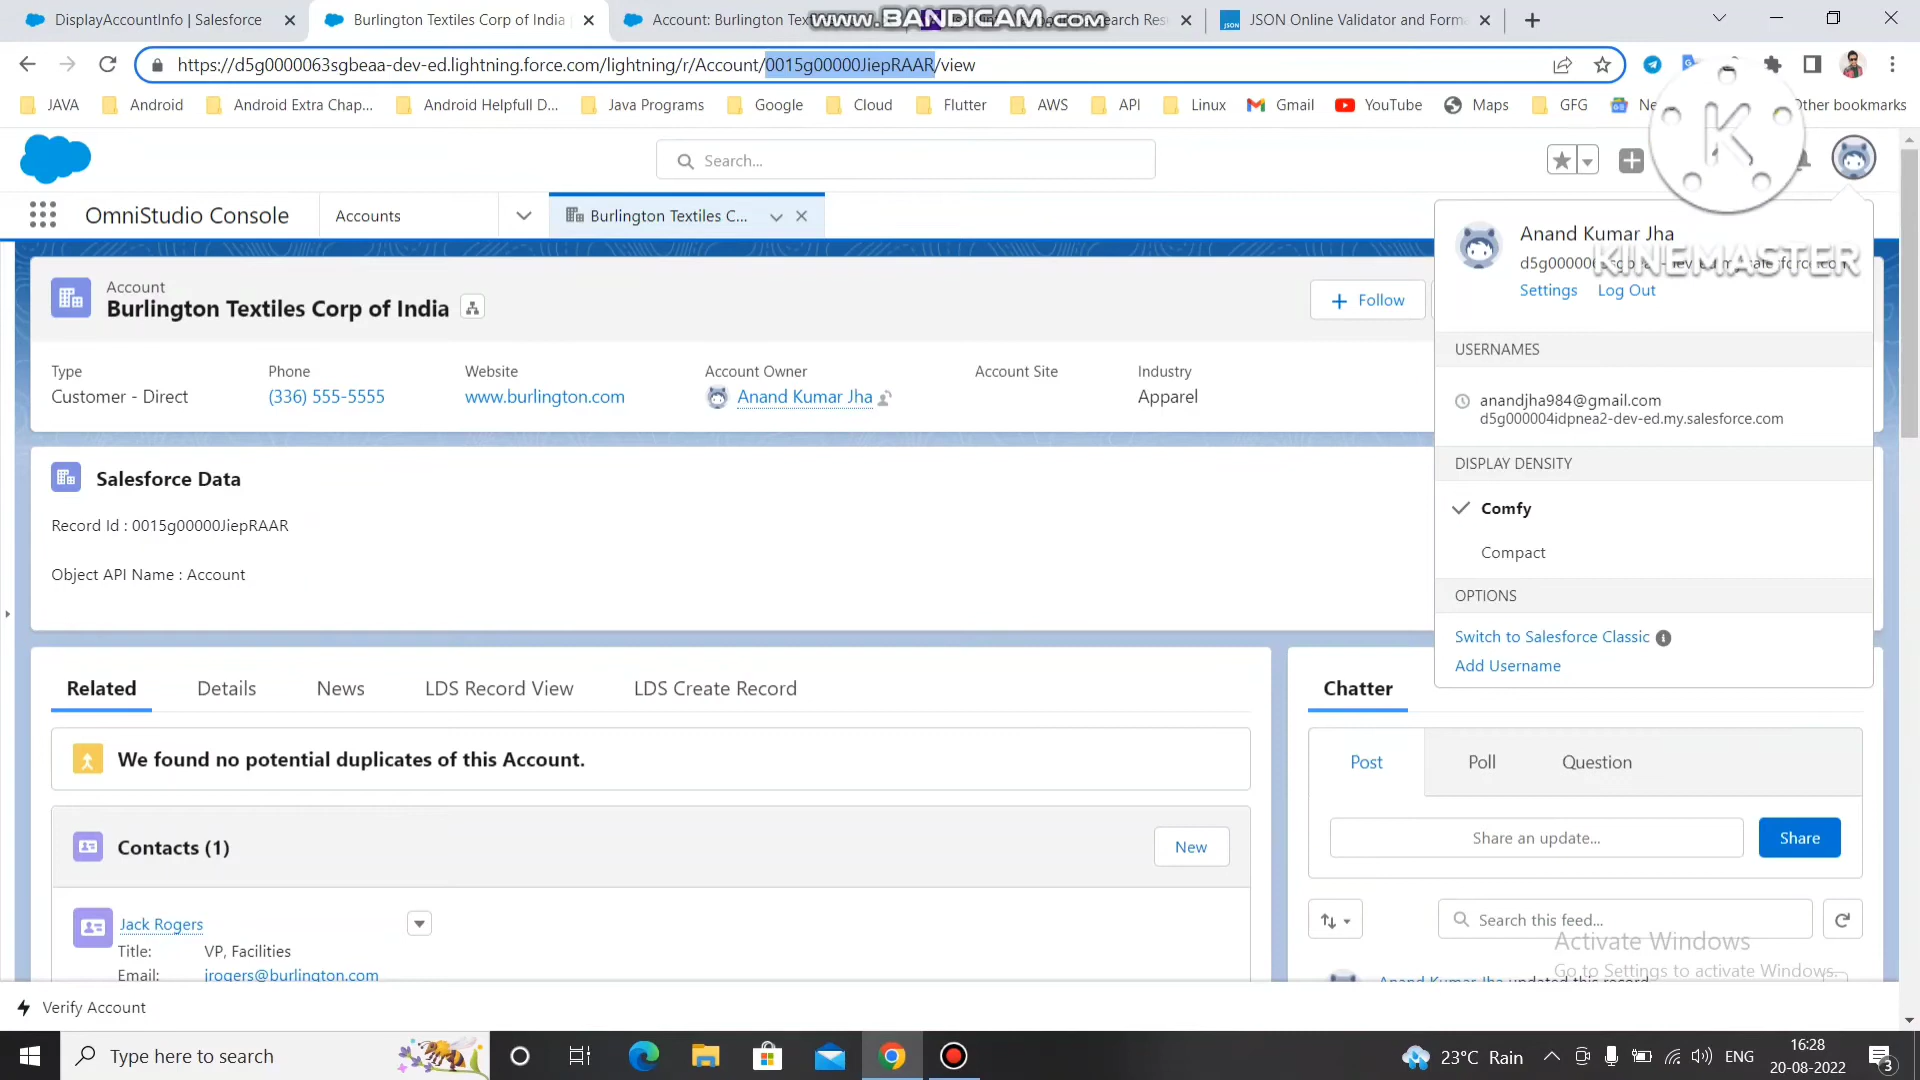 DisplayAccountInfo | Salesforce
Burlington Textiles Corp of India
Account: Burlington
www.BANDICAM.com
JSON Online Validator and Form
https://d5g0000063sgbeaa-dev-ed.lightning.force.com/lightning/r/Account/0015g00000JiepRAAR/view
JAVA
Android
Android Extra Chap...
Android Helpfull D...
Java Programs
Google
Cloud
Flutter
AWS
API
Linux
Gmail
YouTube
Maps
GFG
Other bookmarks
K
Search...
OmniStudio Console
Accounts
Burlington Textiles C...
Anand Kumar Jha
KINEMASTER
Settings
Log Out
Account
Burlington Textiles Corp of India
Follow
USERNAMES
Type
Phone
Website
Account Owner
Account Site
Industry
Customer - Direct
(336) 555-5555
www.burlington.com
Anand Kumar Jha
Apparel
anandjha984@gmail.com
d5g000004idpnea2-dev-ed.my.salesforce.com
DISPLAY DENSITY
Comfy
Compact
OPTIONS
Switch to Salesforce Classic
Add Username
Salesforce Data
Record Id : 0015g00000JiepRAAR
Object API Name : Account
Related
Details
News
LDS Record View
LDS Create Record
Chatter
We found no potential duplicates of this Account.
Post
Poll
Question
Share an update...
Share
Contacts (1)
New
Jack Rogers
Title:
VP, Facilities
Email:
jrogers@burlington.com
Search this feed...
Activate Windows
Go to Settings to activate Windows.
Anand Kumar Jha updated this record
Verify Account
Type here to search
23°C Rain
ENG
16:28
20-08-2022
3